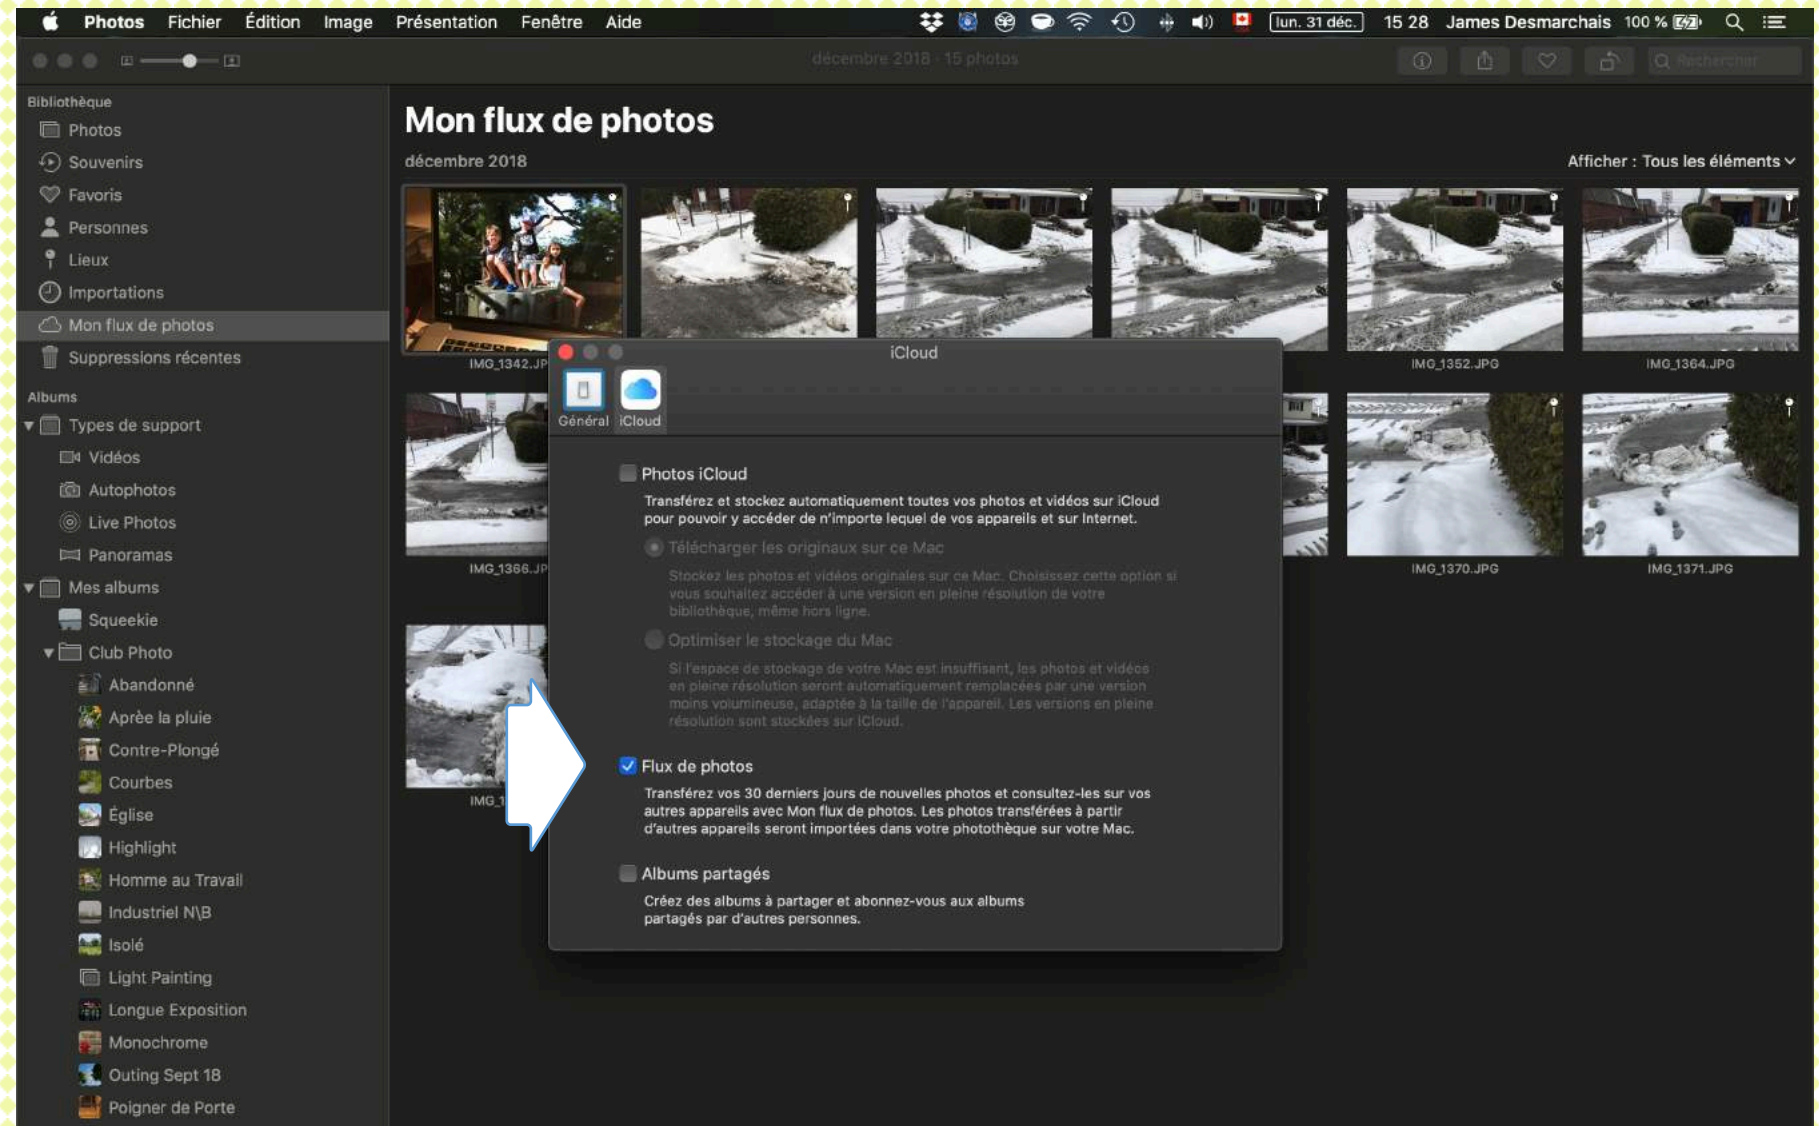 Photos Fichier Édition Image Présentation Fenêtre Aide
lun. 31 déc. 15 28 James Desmarchais 100 %
décembre 2018 - 15 photos
Rechercher
Bibliothèque
Photos
Souvenirs
Favoris
Personnes
Lieux
Importations
Mon flux de photos
Suppressions récentes
Albums
Types de support
Vidéos
Autophotos
Live Photos
Panoramas
Mes albums
Squeekie
Club Photo
Abandonné
Aprèe la pluie
Contre-Plongé
Courbes
Église
Highlight
Homme au Travail
Industriel N\B
Isolé
Light Painting
Longue Exposition
Monochrome
Outing Sept 18
Poigner de Porte
Mon flux de photos
décembre 2018
Afficher : Tous les éléments
IMG_1342.JP
IMG_1352.JPG
IMG_1364.JPG
IMG_1366.JP
IMG_1370.JPG
IMG_1371.JPG
IMG_1
iCloud
Général
iCloud
Photos iCloud
Transférez et stockez automatiquement toutes vos photos et vidéos sur iCloud
pour pouvoir y accéder de n'importe lequel de vos appareils et sur Internet.
Télécharger les originaux sur ce Mac
Stockez les photos et vidéos originales sur ce Mac. Choisissez cette option si
vous souhaitez accéder à une version en pleine résolution de votre
bibliothèque, même hors ligne.
Optimiser le stockage du Mac
Si l'espace de stockage de votre Mac est insuffisant, les photos et vidéos
en pleine résolution seront automatiquement remplacées par une version
moins volumineuse, adaptée à la taille de l'appareil. Les versions en pleine
résolution sont stockées sur iCloud.
Flux de photos
Transférez vos 30 derniers jours de nouvelles photos et consultez-les sur vos
autres appareils avec Mon flux de photos. Les photos transférées à partir
d'autres appareils seront importées dans votre photothèque sur votre Mac.
Albums partagés
Créez des albums à partager et abonnez-vous aux albums
partagés par d'autres personnes.